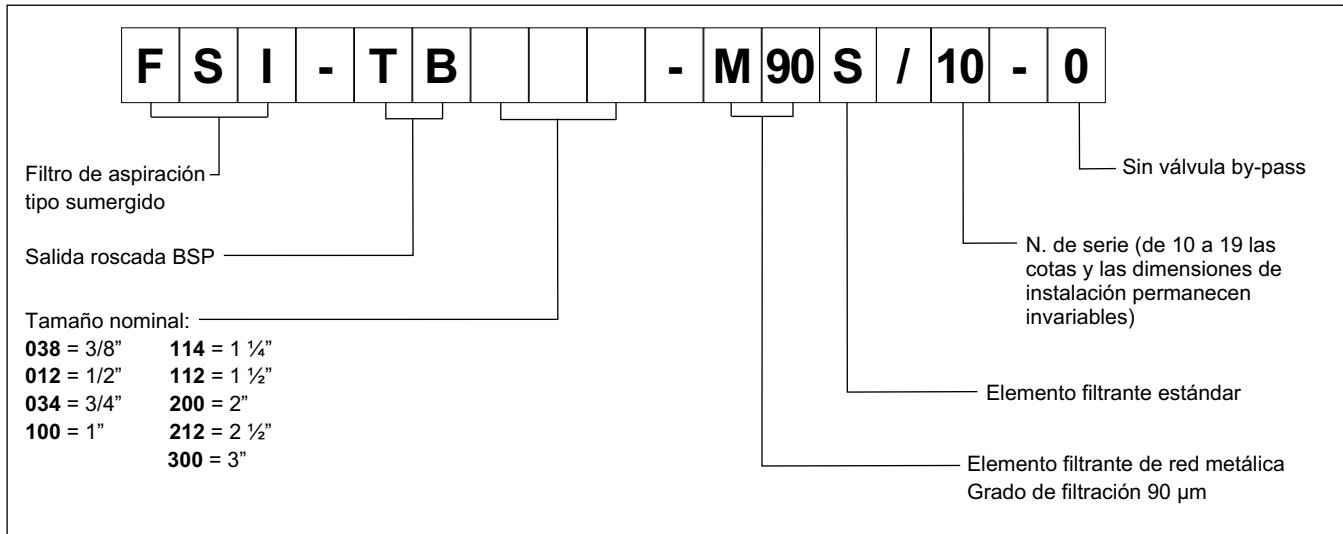 F S I - T B - M 90 S / 10 - 0
Filtro de aspiración
tipo sumergido
Salida roscada BSP
Tamaño nominal:
038 = 3/8” 114 = 1 ¼”
012 = 1/2” 112 = 1 ½”
034 = 3/4” 200 = 2”
100 = 1” 212 = 2 ½”
300 = 3”
Sin válvula by-pass
N. de serie (de 10 a 19 las
cotas y las dimensiones de
instalación permanecen
invariables)
Elemento filtrante estándar
Elemento filtrante de red metálica
Grado de filtración 90 µm